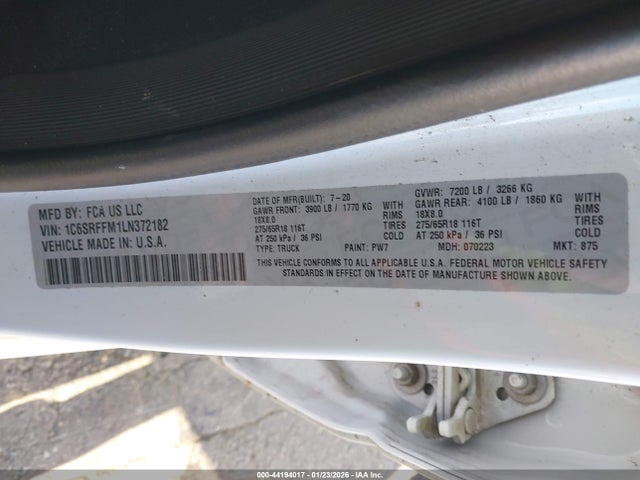 MFD BY: FCA US LLC
VIN: 1C6SRFFM1LN372182
VEHICLE MADE IN U.S.A.
DATE OF MFR(BUILT): 7-20
GAWR FRONT: 3900 LB / 1770 KG
18X8.0
275/65R18 116T
AT 250 kPa / 36 PSI
TYPE: TRUCK
WITH
RIMS
TIRES
COLD
PAINT: PW7
GVWR: 7200 LB / 3266 KG
GAWR REAR: 4100 LB / 1860 KG
18X8.0
275/65R18 116T
AT 250 kPa / 36 PSI
MDH: 070223
WITH
RIMS
TIRES
COLD
MKT: 875
THIS VEHICLE CONFORMS TO ALL APPLICABLE U.S.A. FEDERAL MOTOR VEHICLE SAFETY
STANDARDS IN EFFECT ON THE DATE OF MANUFACTURE SHOWN ABOVE.
000-44194017 - 01/23/2026 - IAATR.COM